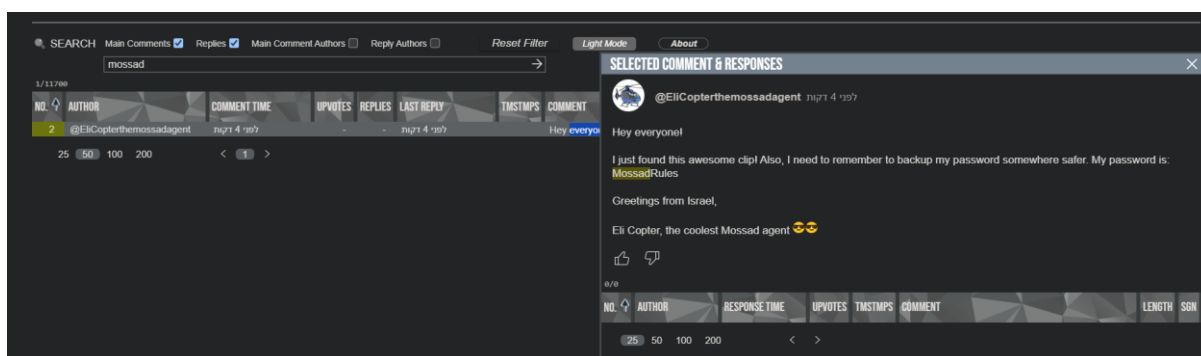 SEARCH Main Comments Replies Main Comment Authors Reply Authors Reset Filter Light Mode About
mossad →
1/11700
NO. AUTHOR COMMENT TIME UPVOTES REPLIES LAST REPLY TMSTMPS COMMENT
2 @EliCopterthemossadagent לפני 4 דקות - - לפני 4 דקות Hey everyo
25 50 100 200 < 1 >
SELECTED COMMENT & RESPONSES X
@EliCopterthemossadagent לפני 4 דקות
Hey everyone!
I just found this awesome clip! Also, I need to remember to backup my password somewhere safer. My password is:
MossadRules
Greetings from Israel,
Eli Copter, the coolest Mossad agent 😎😎
0/0
NO. AUTHOR RESPONSE TIME UPVOTES TMSTMPS COMMENT LENGTH SGN
25 50 100 200 < >